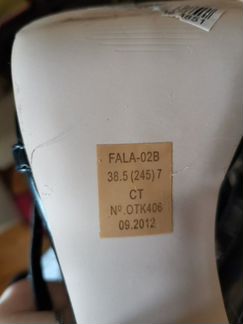 FALA-02B
38.5 (245) 7
CT
Nº.OTK406
09.2012